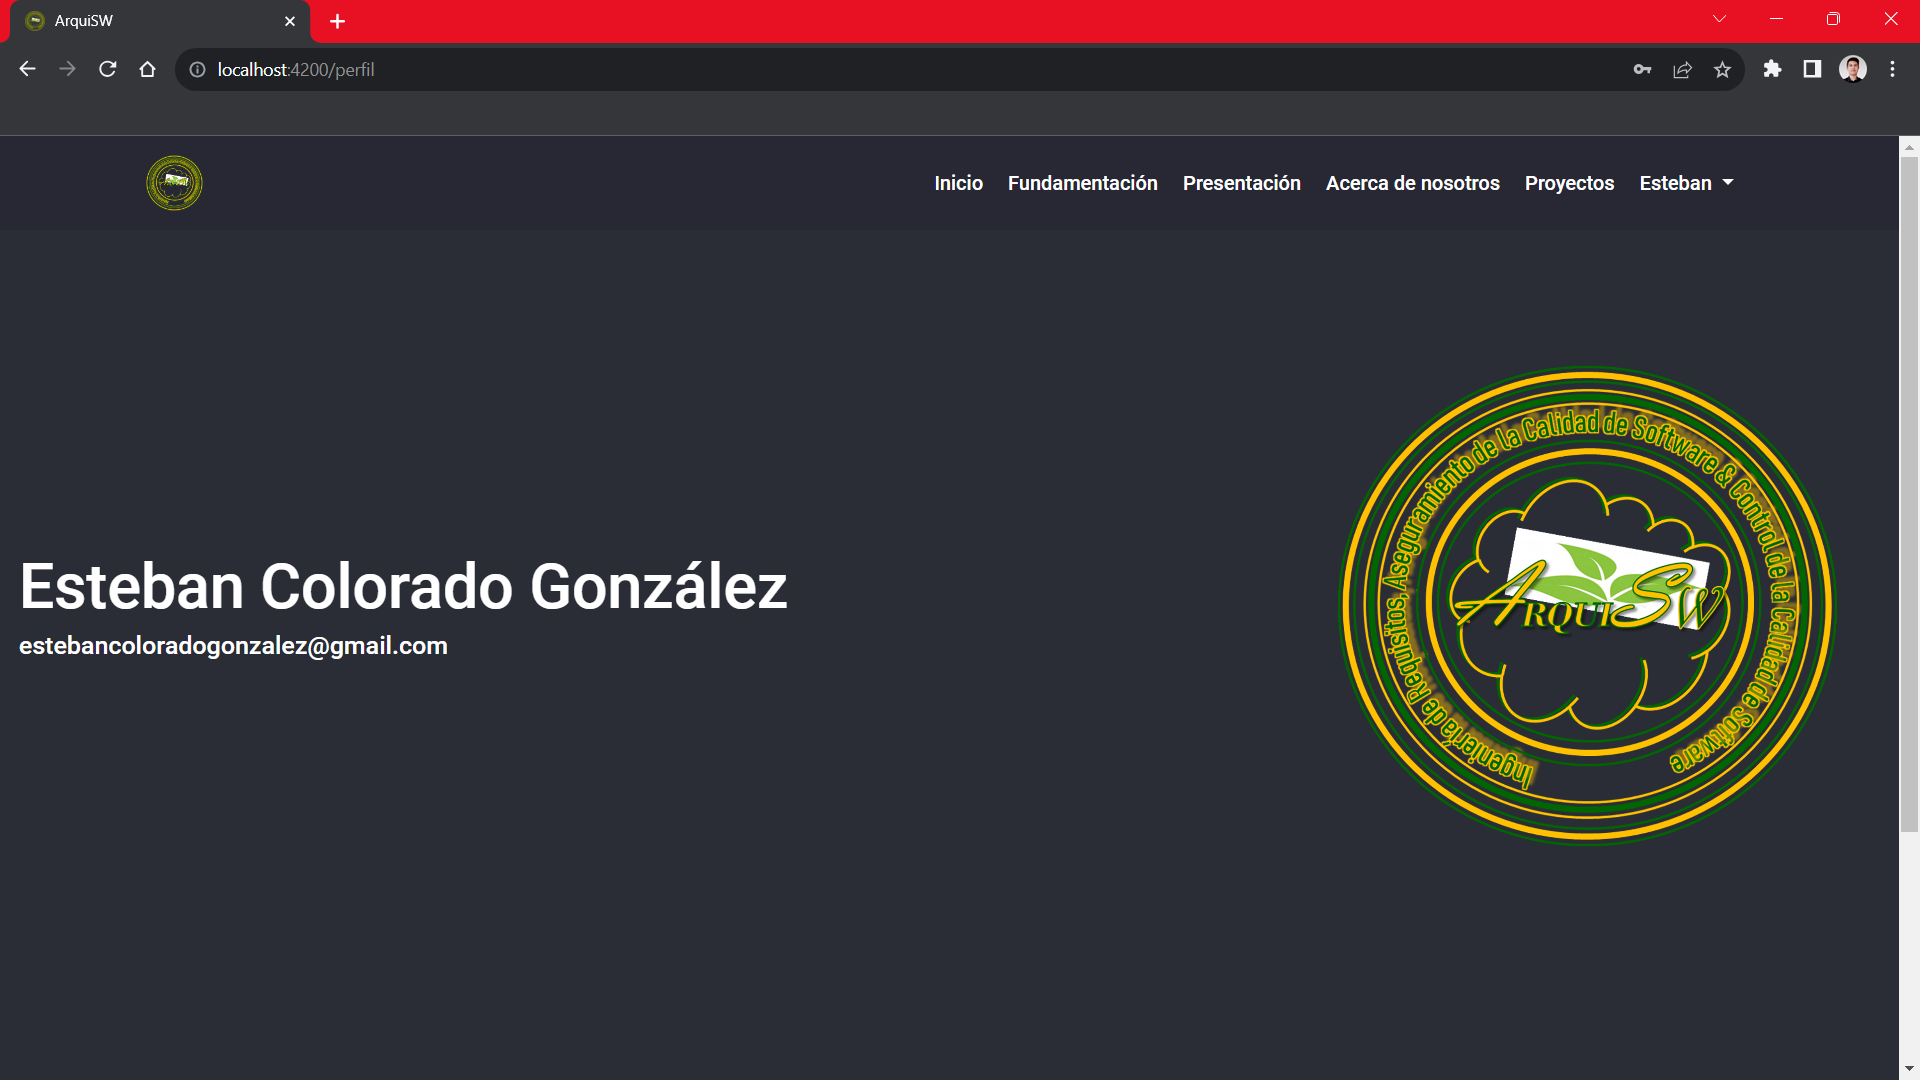 ArquiSW
localhost:4200/perfil
Inicio Fundamentación Presentación Acerca de nosotros Proyectos Esteban
Ingeniería de Requisitos, Aseguramiento de la Calidad de Software & Control de la Calidad de Software
ARQUISW
Esteban Colorado González
estebancoloradogonzalez@gmail.com